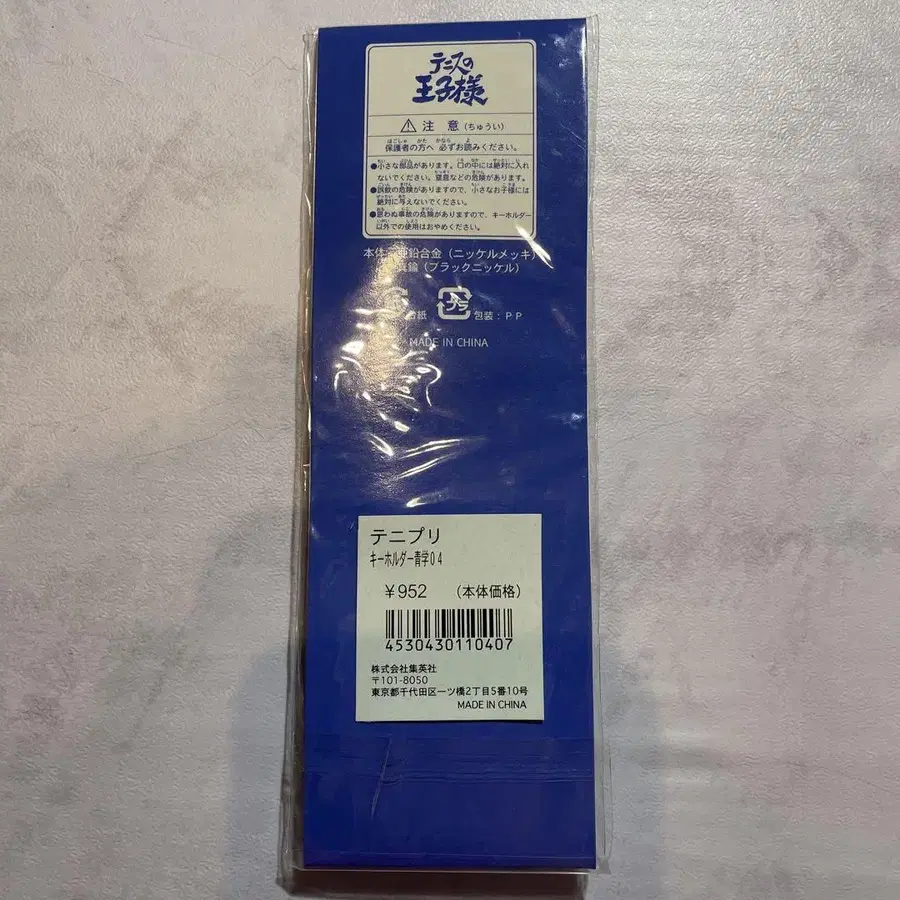 テニスの
王子様
注 意 (ちゅうい)
保護者の方へ 必ずお読みください。
●小さな部品があります。口の中には絶対に入れ
ないでください。窒息などの危険があります。
●誤飲の危険がありますので、小さなお子様には
絶対に与えないでください。
●思わぬ事故の危険がありますので、キーホルダー
以外での使用はおやめください。
本体 亜鉛合金（ニッケルメッキ）
真鍮（ブラックニッケル）
台紙 プラ 包装：PP
MADE IN CHINA
テニプリ
キーホルダー青学04
￥952 （本体価格）
4530430110407
株式会社集英社
〒101-8050
東京都千代田区一ツ橋2丁目5番10号
MADE IN CHINA